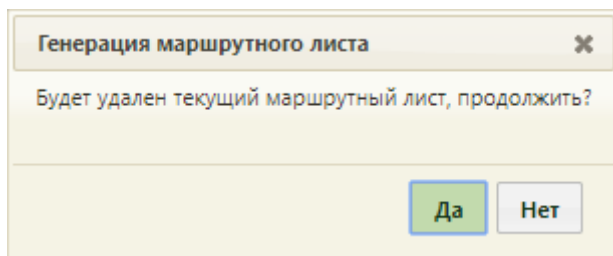 Генерация маршрутного листа
Будет удален текущий маршрутный лист, продолжить?
Да
Нет